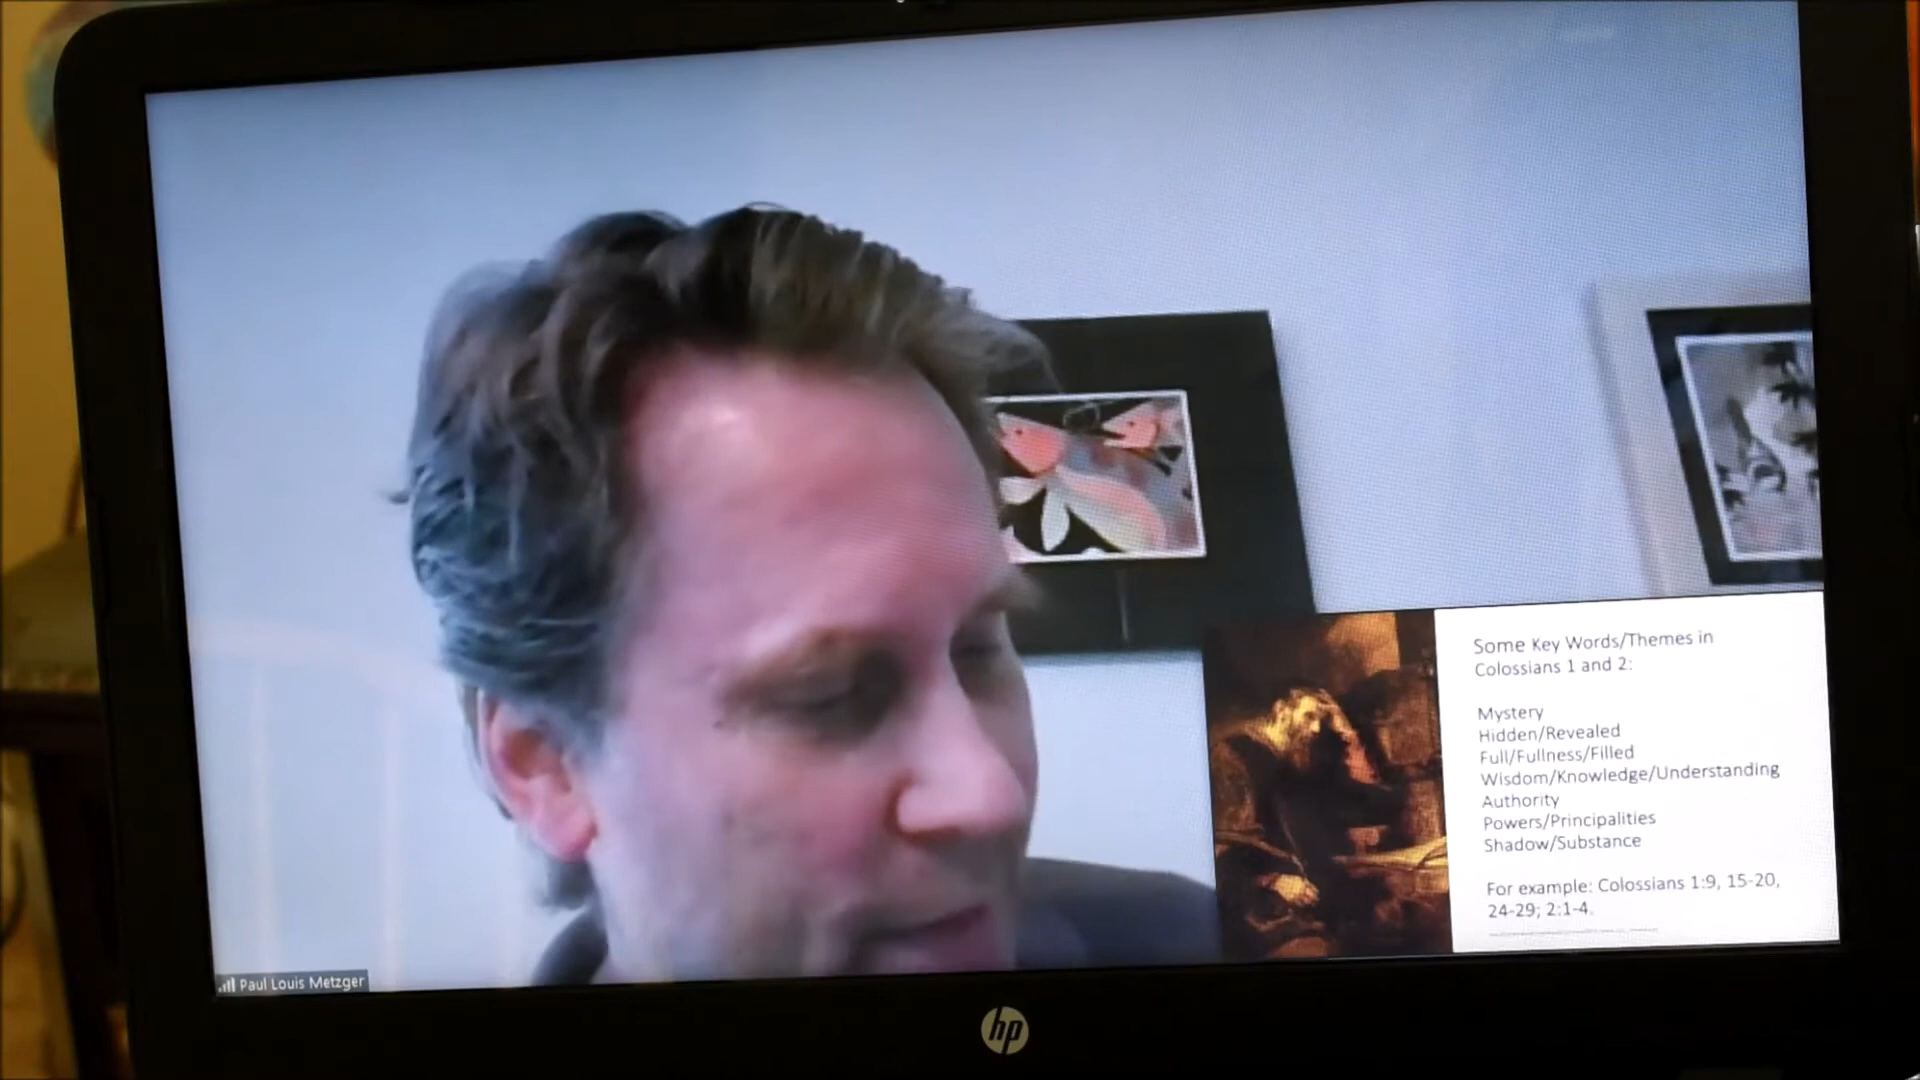 Some Key Words/Themes in
Colossians 1 and 2:
Mystery
Hidden/Revealed
Full/Fullness/Filled
Wisdom/Knowledge/Understanding
Authority
Powers/Principalities
Shadow/Substance
For example: Colossians 1:9, 15-20,
24-29; 2:1-4.
Paul Louis Metzger
hp